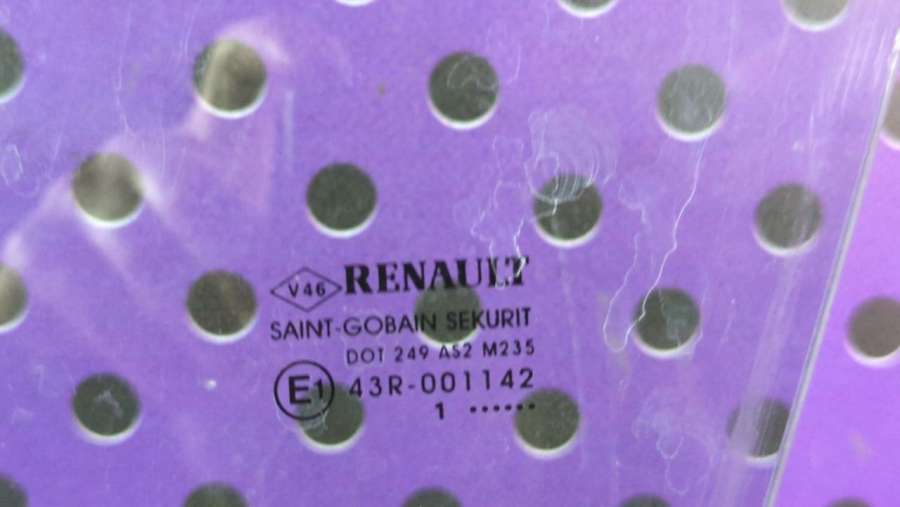 V46 RENAULT
SAINT-GOBAIN SEKURIT
DOT 249 AS2 M235
E1 43R-001142
1 ••••••